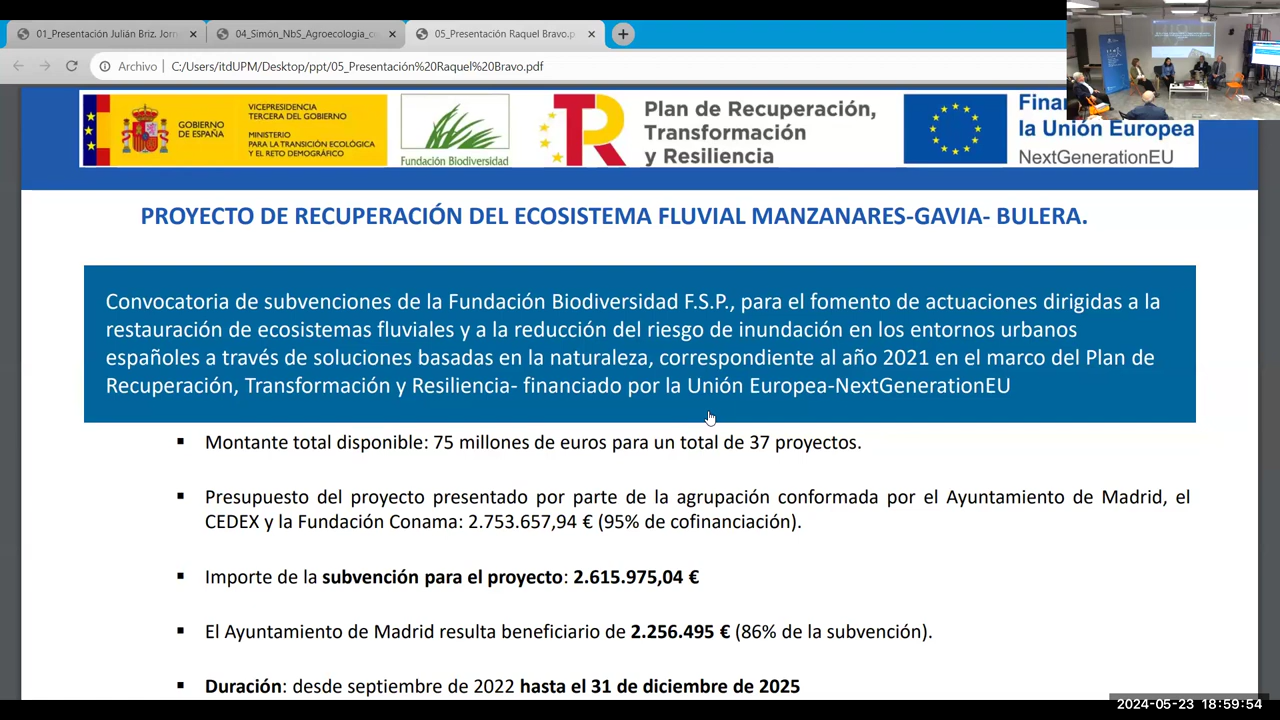 01_Presentación Julián Briz. Jorn
04_Simón_NbS_Agroecologia_c
05_Presentación Raquel Bravo.p
Archivo C:/Users/itdUPM/Desktop/ppt/05_Presentación%20Raquel%20Bravo.pdf
GOBIERNO
DE ESPAÑA
VICEPRESIDENCIA
TERCERA DEL GOBIERNO
MINISTERIO
PARA LA TRANSICIÓN ECOLÓGICA
Y EL RETO DEMOGRÁFICO
Fundación Biodiversidad
Plan de Recuperación,
Transformación
y Resiliencia
Finan
la Unión Europea
NextGenerationEU
PROYECTO DE RECUPERACIÓN DEL ECOSISTEMA FLUVIAL MANZANARES-GAVIA- BULERA.
Convocatoria de subvenciones de la Fundación Biodiversidad F.S.P., para el fomento de actuaciones dirigidas a la
restauración de ecosistemas fluviales y a la reducción del riesgo de inundación en los entornos urbanos
españoles a través de soluciones basadas en la naturaleza, correspondiente al año 2021 en el marco del Plan de
Recuperación, Transformación y Resiliencia- financiado por la Unión Europea-NextGenerationEU
▪ Montante total disponible: 75 millones de euros para un total de 37 proyectos.
▪ Presupuesto del proyecto presentado por parte de la agrupación conformada por el Ayuntamiento de Madrid, el
CEDEX y la Fundación Conama: 2.753.657,94 € (95% de cofinanciación).
▪ Importe de la subvención para el proyecto: 2.615.975,04 €
▪ El Ayuntamiento de Madrid resulta beneficiario de 2.256.495 € (86% de la subvención).
▪ Duración: desde septiembre de 2022 hasta el 31 de diciembre de 2025
2024-05-23 18:59:54